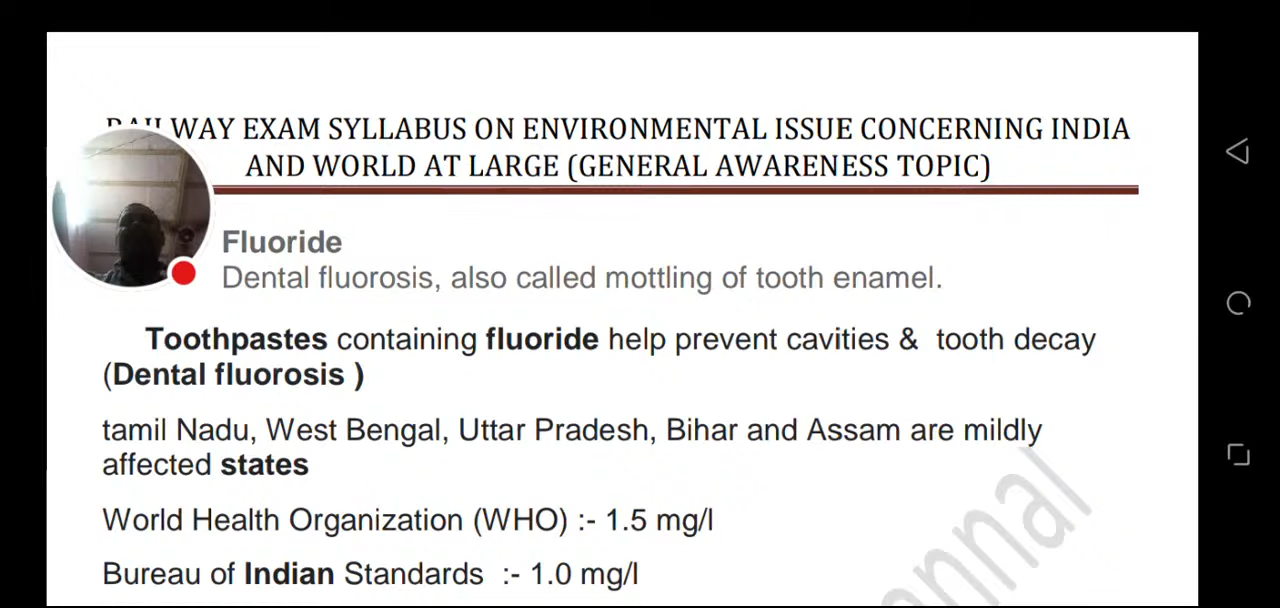 WAY EXAM SYLLABUS ON ENVIRONMENTAL ISSUE CONCERNING INDIA
AND WORLD AT LARGE (GENERAL AWARENESS TOPIC)
Fluoride
Dental fluorosis, also called mottling of tooth enamel.
Toothpastes containing fluoride help prevent cavities & tooth decay
(Dental fluorosis )
tamil Nadu, West Bengal, Uttar Pradesh, Bihar and Assam are mildly
affected states
World Health Organization (WHO) :- 1.5 mg/l
Bureau of Indian Standards :- 1.0 mg/l